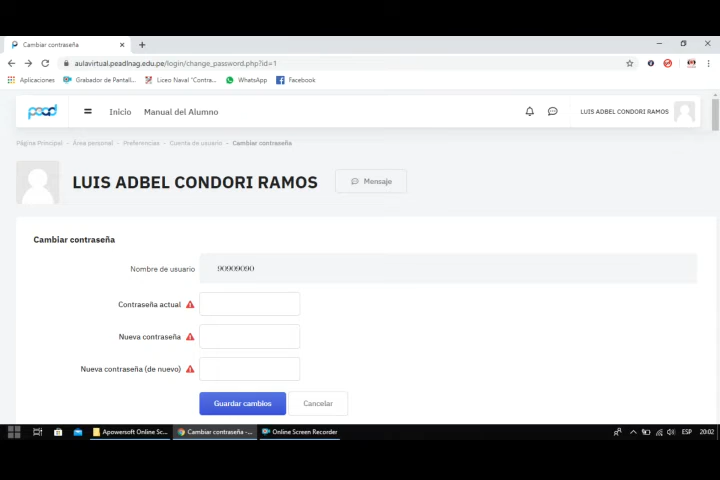 Cambiar contraseña
aulavirtual.peadlnag.edu.pe/login/change_password.php?id=1
Aplicaciones Grabador de Pantall... Liceo Naval "Contra... WhatsApp Facebook
pead Inicio Manual del Alumno LUIS ADBEL CONDORI RAMOS
Página Principal - Área personal - Preferencias - Cuenta de usuario - Cambiar contraseña
LUIS ADBEL CONDORI RAMOS Mensaje
Cambiar contraseña
Nombre de usuario 90909090
Contraseña actual
Nueva contraseña
Nueva contraseña (de nuevo)
Guardar cambios Cancelar
Apowersoft Online Sc... Cambiar contraseña -... Online Screen Recorder ESP 20:02